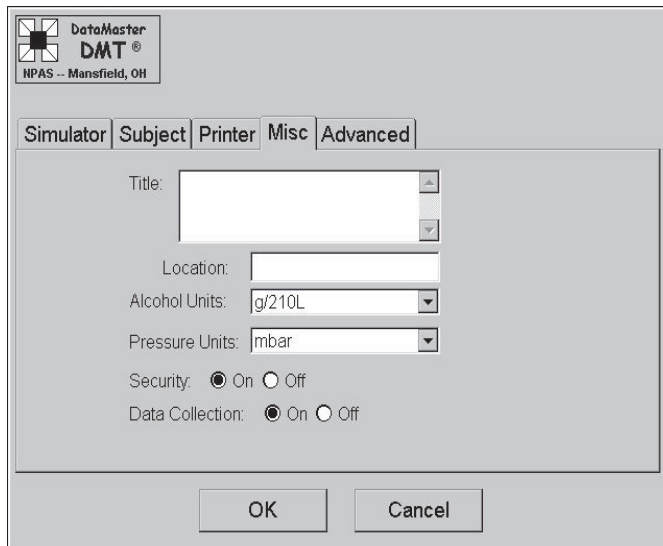 DataMaster
DMT ®
NPAS -- Mansfield, OH
Simulator Subject Printer Misc Advanced
Title:
Location:
Alcohol Units: g/210L
Pressure Units: mbar
Security: On Off
Data Collection: On Off
OK Cancel